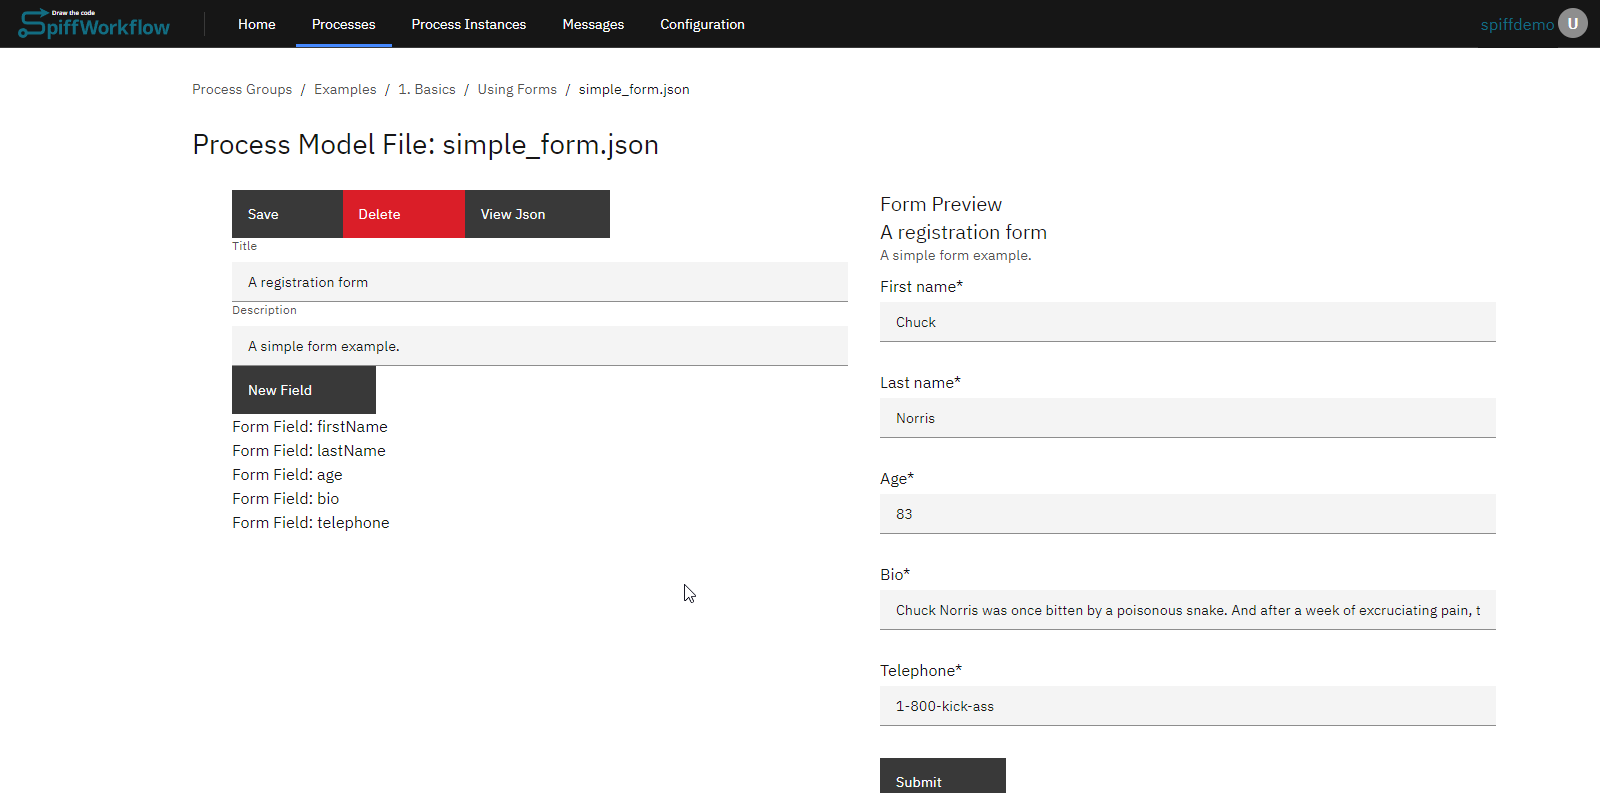 Draw the code
SpiffWorkflow
Home
Processes
Process Instances
Messages
Configuration
spiffdemo
U
Process Groups / Examples / 1. Basics / Using Forms / simple_form.json
Process Model File: simple_form.json
Save
Delete
View Json
Title
A registration form
Description
A simple form example.
New Field
Form Field: firstName
Form Field: lastName
Form Field: age
Form Field: bio
Form Field: telephone
Form Preview
A registration form
A simple form example.
First name*
Chuck
Last name*
Norris
Age*
83
Bio*
Chuck Norris was once bitten by a poisonous snake. And after a week of excruciating pain, t
Telephone*
1-800-kick-ass
Submit